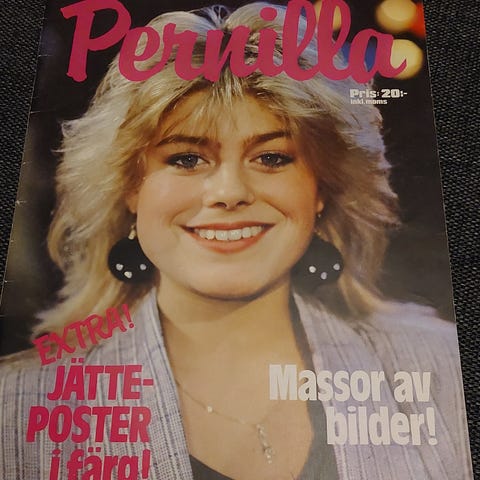 Pernilla
Pris: 20:-
inkl. moms
EXTRA!
JÄTTE-
POSTER
i färg!
Massor av
bilder!